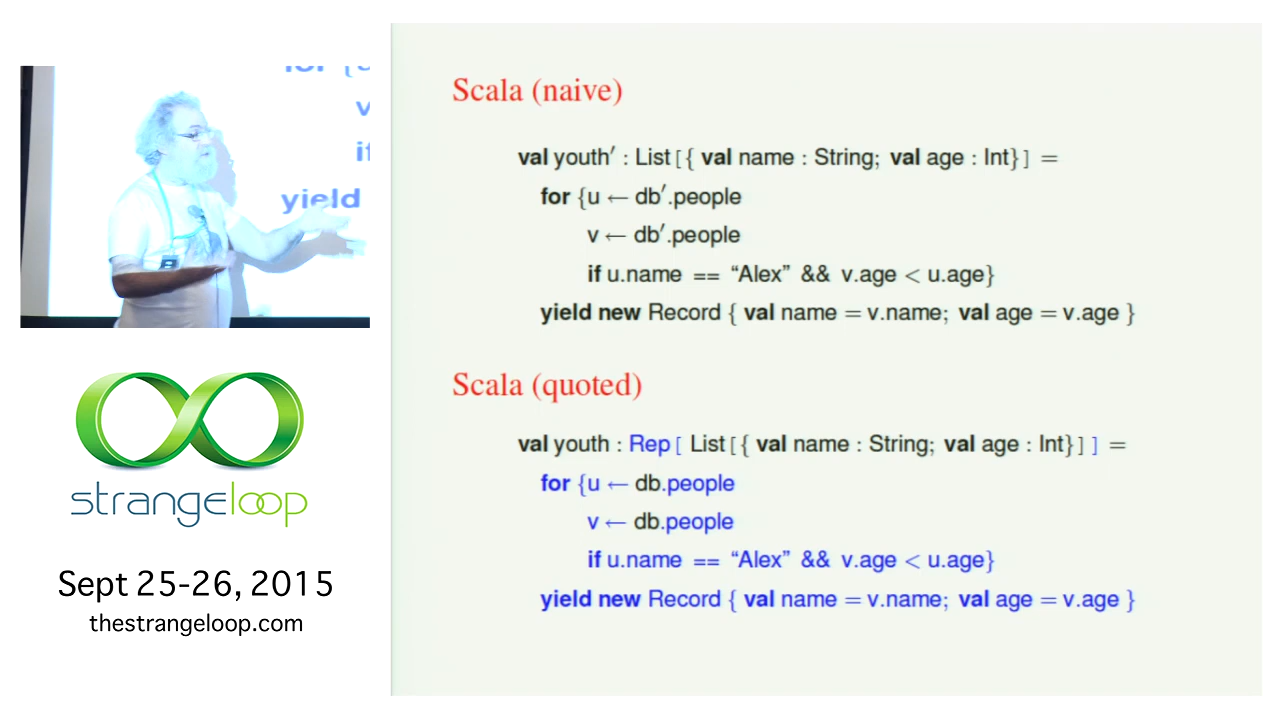 for {u
v
if
yield
strangeloop
Sept 25-26, 2015
thestrangeloop.com
Scala (naive)
val youth′ : List [{ val name : String; val age : Int} ] =
for {u ← db′.people
v ← db′.people
if u.name == “Alex” && v.age < u.age}
yield new Record { val name = v.name; val age = v.age }
Scala (quoted)
val youth : Rep [ List [{ val name : String; val age : Int} ] ] =
for {u ← db.people
v ← db.people
if u.name == “Alex” && v.age < u.age}
yield new Record { val name = v.name; val age = v.age }